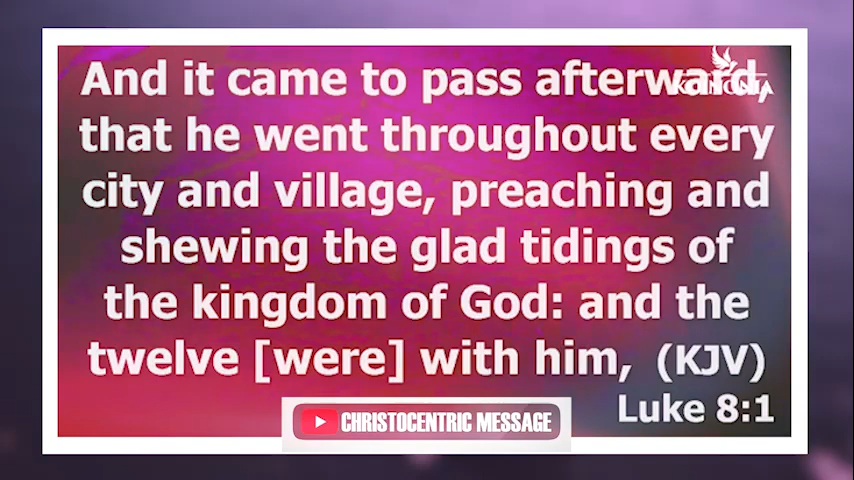 And it came to pass afterward,
that he went throughout every
city and village, preaching and
shewing the glad tidings of
the kingdom of God: and the
twelve [were] with him, (KJV)
Luke 8:1
KOINONIA
CHRISTOCENTRIC MESSAGE